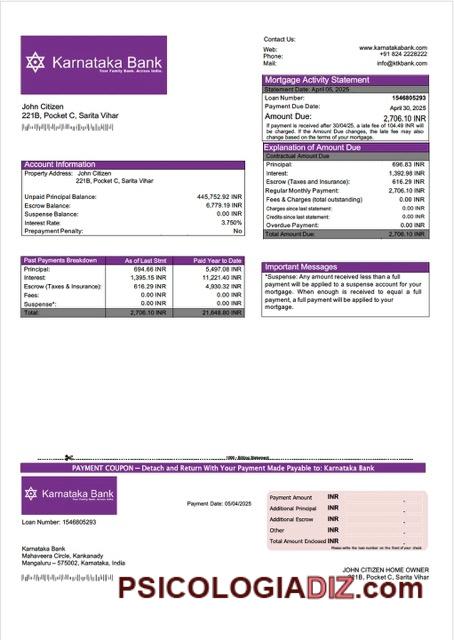 Karnataka Bank
Your Family Bank. Across India.
John Citizen
221B, Pocket C, Sarita Vihar
Contact Us:
Web: www.karnatakabank.com
Phone: +91 824 2228222
Mail: info@ktkbank.com
Mortgage Activity Statement
Statement Date: April 05, 2025
Loan Number: 1546805293
Payment Due Date: April 30, 2025
Amount Due: 2,706.10 INR
If payment is received after 30/04/25, a late fee of 104.49 INR will
be charged. If the Amount Due changes, the late fee may also
change based on the terms of your mortgage.
Explanation of Amount Due
Contractual Amount Due
Principal: 696.83 INR
Interest: 1,392.98 INR
Escrow (Taxes and Insurance): 616.29 INR
Regular Monthly Payment: 2,706.10 INR
Fees & Charges (total outstanding) 0.00 INR
Charges since last statement: 0.00 INR
Credits since last statement: 0.00 INR
Overdue Payment: 0.00 INR
Total Amount Due: 2,706.10 INR
Account Information
Property Address: John Citizen
221B, Pocket C, Sarita Vihar
Unpaid Principal Balance: 445,752.92 INR
Escrow Balance: 6,779.19 INR
Suspense Balance: 0.00 INR
Interest Rate: 3.750%
Prepayment Penalty: No
Past Payments Breakdown As of Last Stmt Paid Year to Date
Principal: 694.66 INR 5,497.08 INR
Interest: 1,395.15 INR 11,221.40 INR
Escrow (Taxes & Insurance): 616.29 INR 4,930.32 INR
Fees: 0.00 INR 0.00 INR
Suspense*: 0.00 INR 0.00 INR
Total: 2,706.10 INR 21,648.80 INR
Important Messages
*Suspense: Any amount received less than a full
payment will be applied to a suspense account for your
mortgage. When enough is received to equal a full
payment, a full payment will be applied to your
mortgage.
1000 - Billing Statement
PAYMENT COUPON – Detach and Return With Your Payment Made Payable to: Karnataka Bank
Karnataka Bank
Your Family Bank. Across India.
Loan Number: 1546805293
Payment Date: 05/04/2025
Payment Amount INR .
Additional Principal .
Additional Escrow INR .
Other INR .
Total Amount Enclosed INR .
Please write the loan number on the front of your check.
Karnataka Bank
Mahaveera Circle, Kankanady
Mangaluru – 575002, Karnataka, India
JOHN CITIZEN HOME OWNER
221B, Pocket C, Sarita Vihar
PSICOLOGIADIZ.com